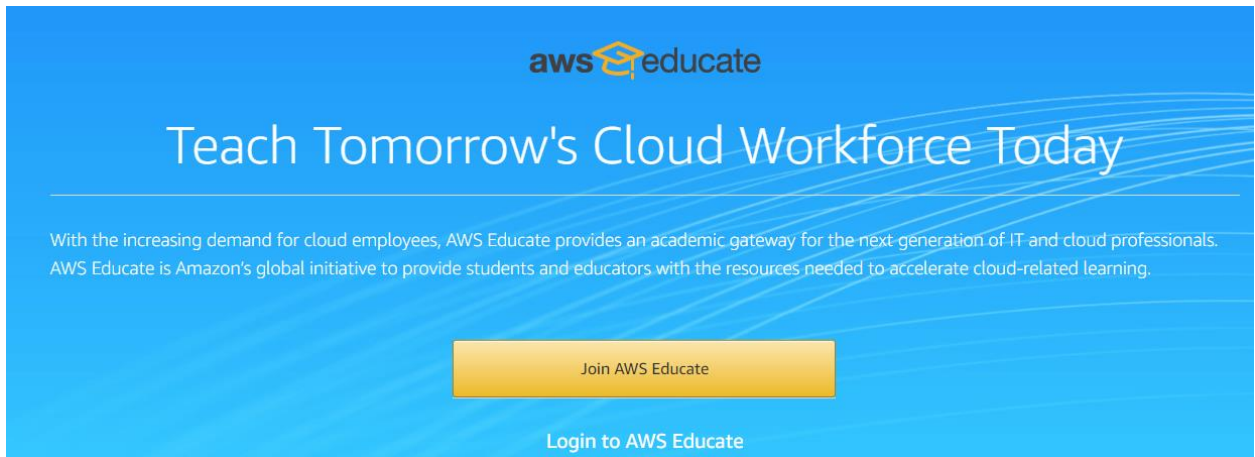 aws educate
Teach Tomorrow's Cloud Workforce Today
With the increasing demand for cloud employees, AWS Educate provides an academic gateway for the next generation of IT and cloud professionals.
AWS Educate is Amazon's global initiative to provide students and educators with the resources needed to accelerate cloud-related learning.
Join AWS Educate
Login to AWS Educate